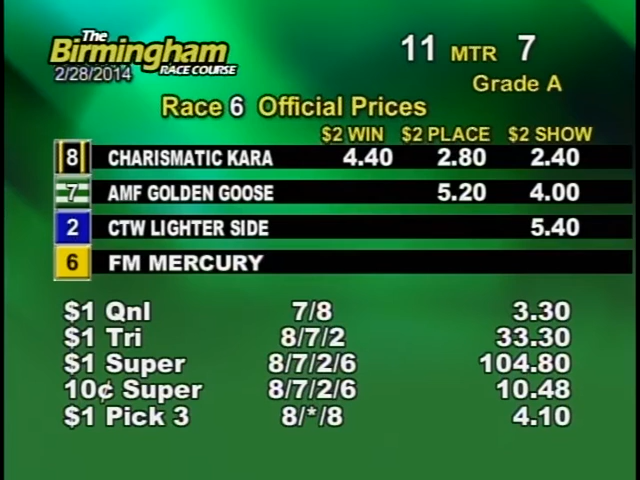 The
Birmingham
RACE COURSE
2/28/2014
11 MTR 7
Grade A
Race 6 Official Prices
$2 WIN $2 PLACE $2 SHOW
8 CHARISMATIC KARA 4.40 2.80 2.40
7 AMF GOLDEN GOOSE 5.20 4.00
2 CTW LIGHTER SIDE 5.40
6 FM MERCURY
$1 Qnl 7/8 3.30
$1 Tri 8/7/2 33.30
$1 Super 8/7/2/6 104.80
10¢ Super 8/7/2/6 10.48
$1 Pick 3 8/*/8 4.10